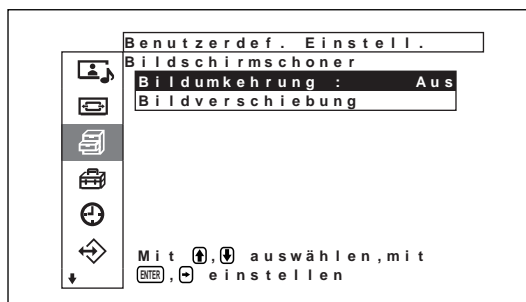 Benutzerdef. Einstell.
Bildschirmschoner
Bildumkehrung : Aus
Bildverschiebung
Mit ↑,↓ auswählen,mit
ENTER,→ einstellen